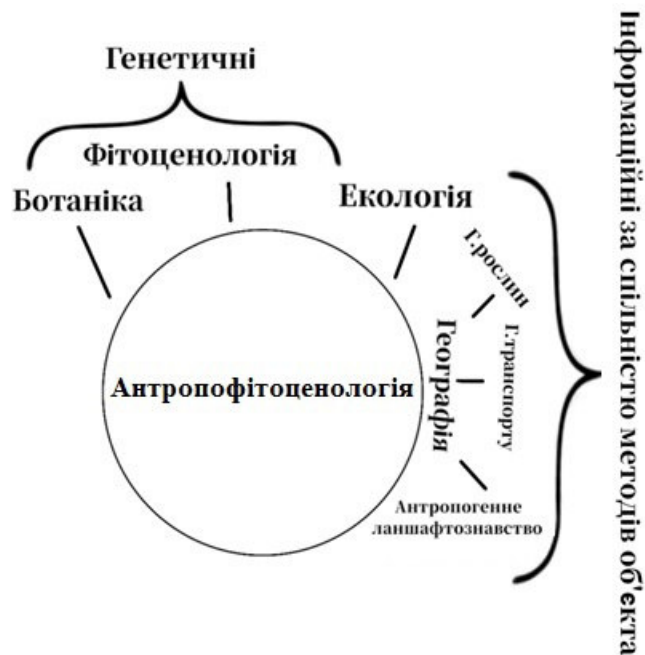 Генетичні
Фітоценологія
Ботаніка
Екологія
Г.рослин
Г.транспорту
Географія
Антропофітоценологія
Антропогенне
ланшафтознавство
Інформаційні за спільністю методів об'єкта